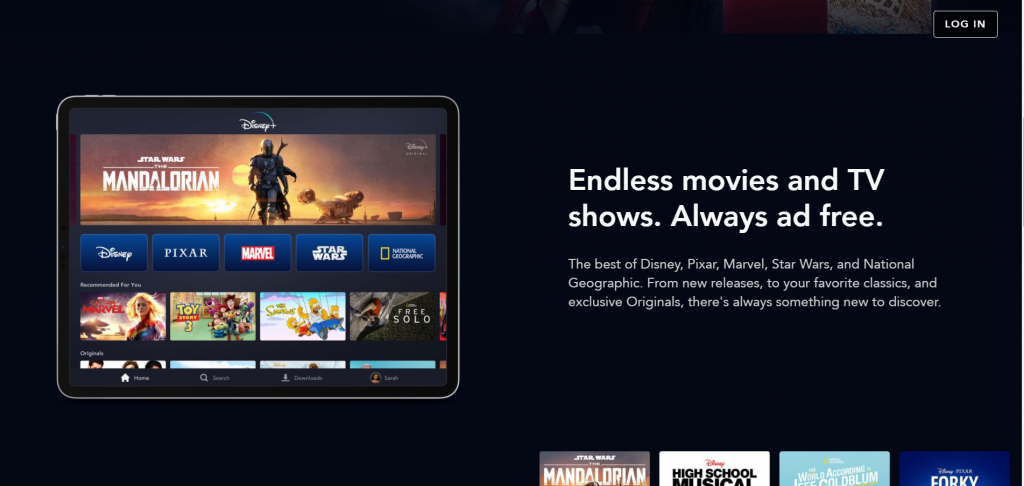 LOG IN
Disney+
STAR WARS
THE
MANDALORIAN
Disney+
ORIGINAL
Disney
PIXAR
MARVEL
STAR
WARS
NATIONAL
GEOGRAPHIC
Recommended For You
MARVEL
TOY
STORY
3
THE
SIMPSONS
FREE
SOLO
Originals
Home
Search
Downloads
Sarah
Endless movies and TV
shows. Always ad free.
The best of Disney, Pixar, Marvel, Star Wars, and National
Geographic. From new releases, to your favorite classics, and
exclusive Originals, there's always something new to discover.
STAR WARS
THE
MANDALORIAN
Disney
HIGH SCHOOL
MUSICAL
NATIONAL
GEOGRAPHIC
THE
WORLD ACCORDING TO
JEFF GOLDBLUM
Disney · PIXAR
FORKY